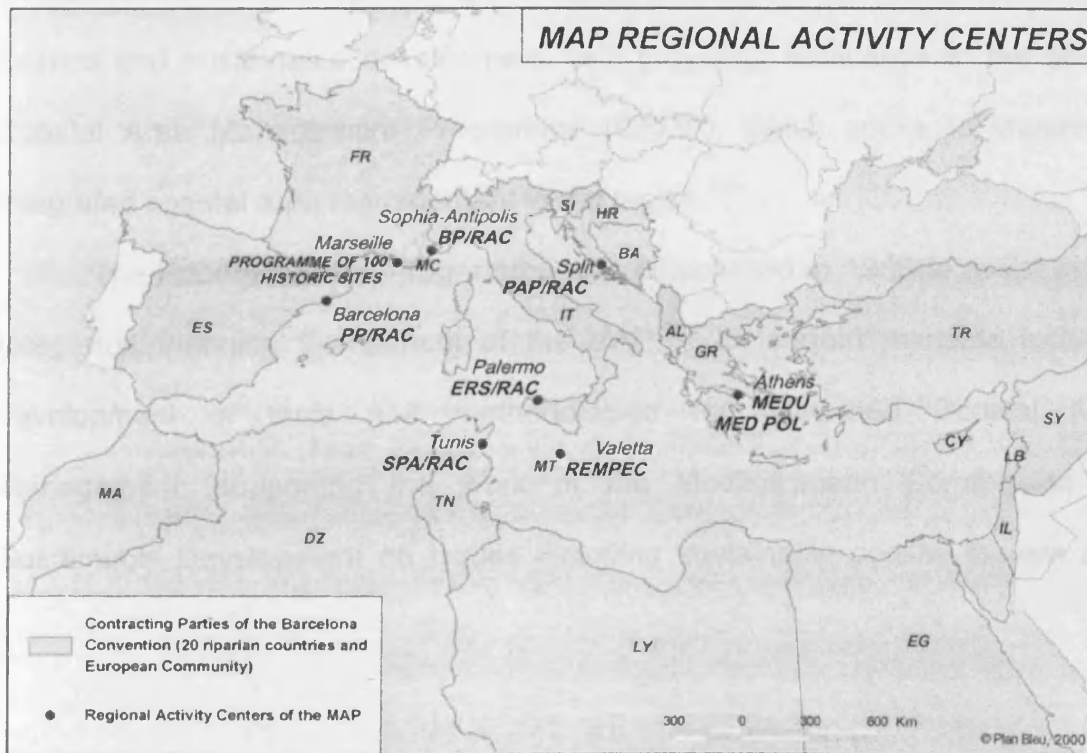 MAP REGIONAL ACTIVITY CENTERS
FR
Sophia-Antipolis
BP/RAC
SI
HR
Marseille
PROGRAMME OF 100
HISTORIC SITES
MC
BA
Split
PAP/RAC
IT
ES
Barcelona
PP/RAC
AL
GR
TR
Palermo
ERS/RAC
Athens
MEDU
MED POL
SY
CY
LB
Tunis
SPA/RAC
MT
Valetta
REMPEC
MA
TN
IL
DZ
LY
EG
Contracting Parties of the Barcelona
Convention (20 riparian countries and
European Community)
Regional Activity Centers of the MAP
300 0 300 600 Km
© Plan Bleu, 2000